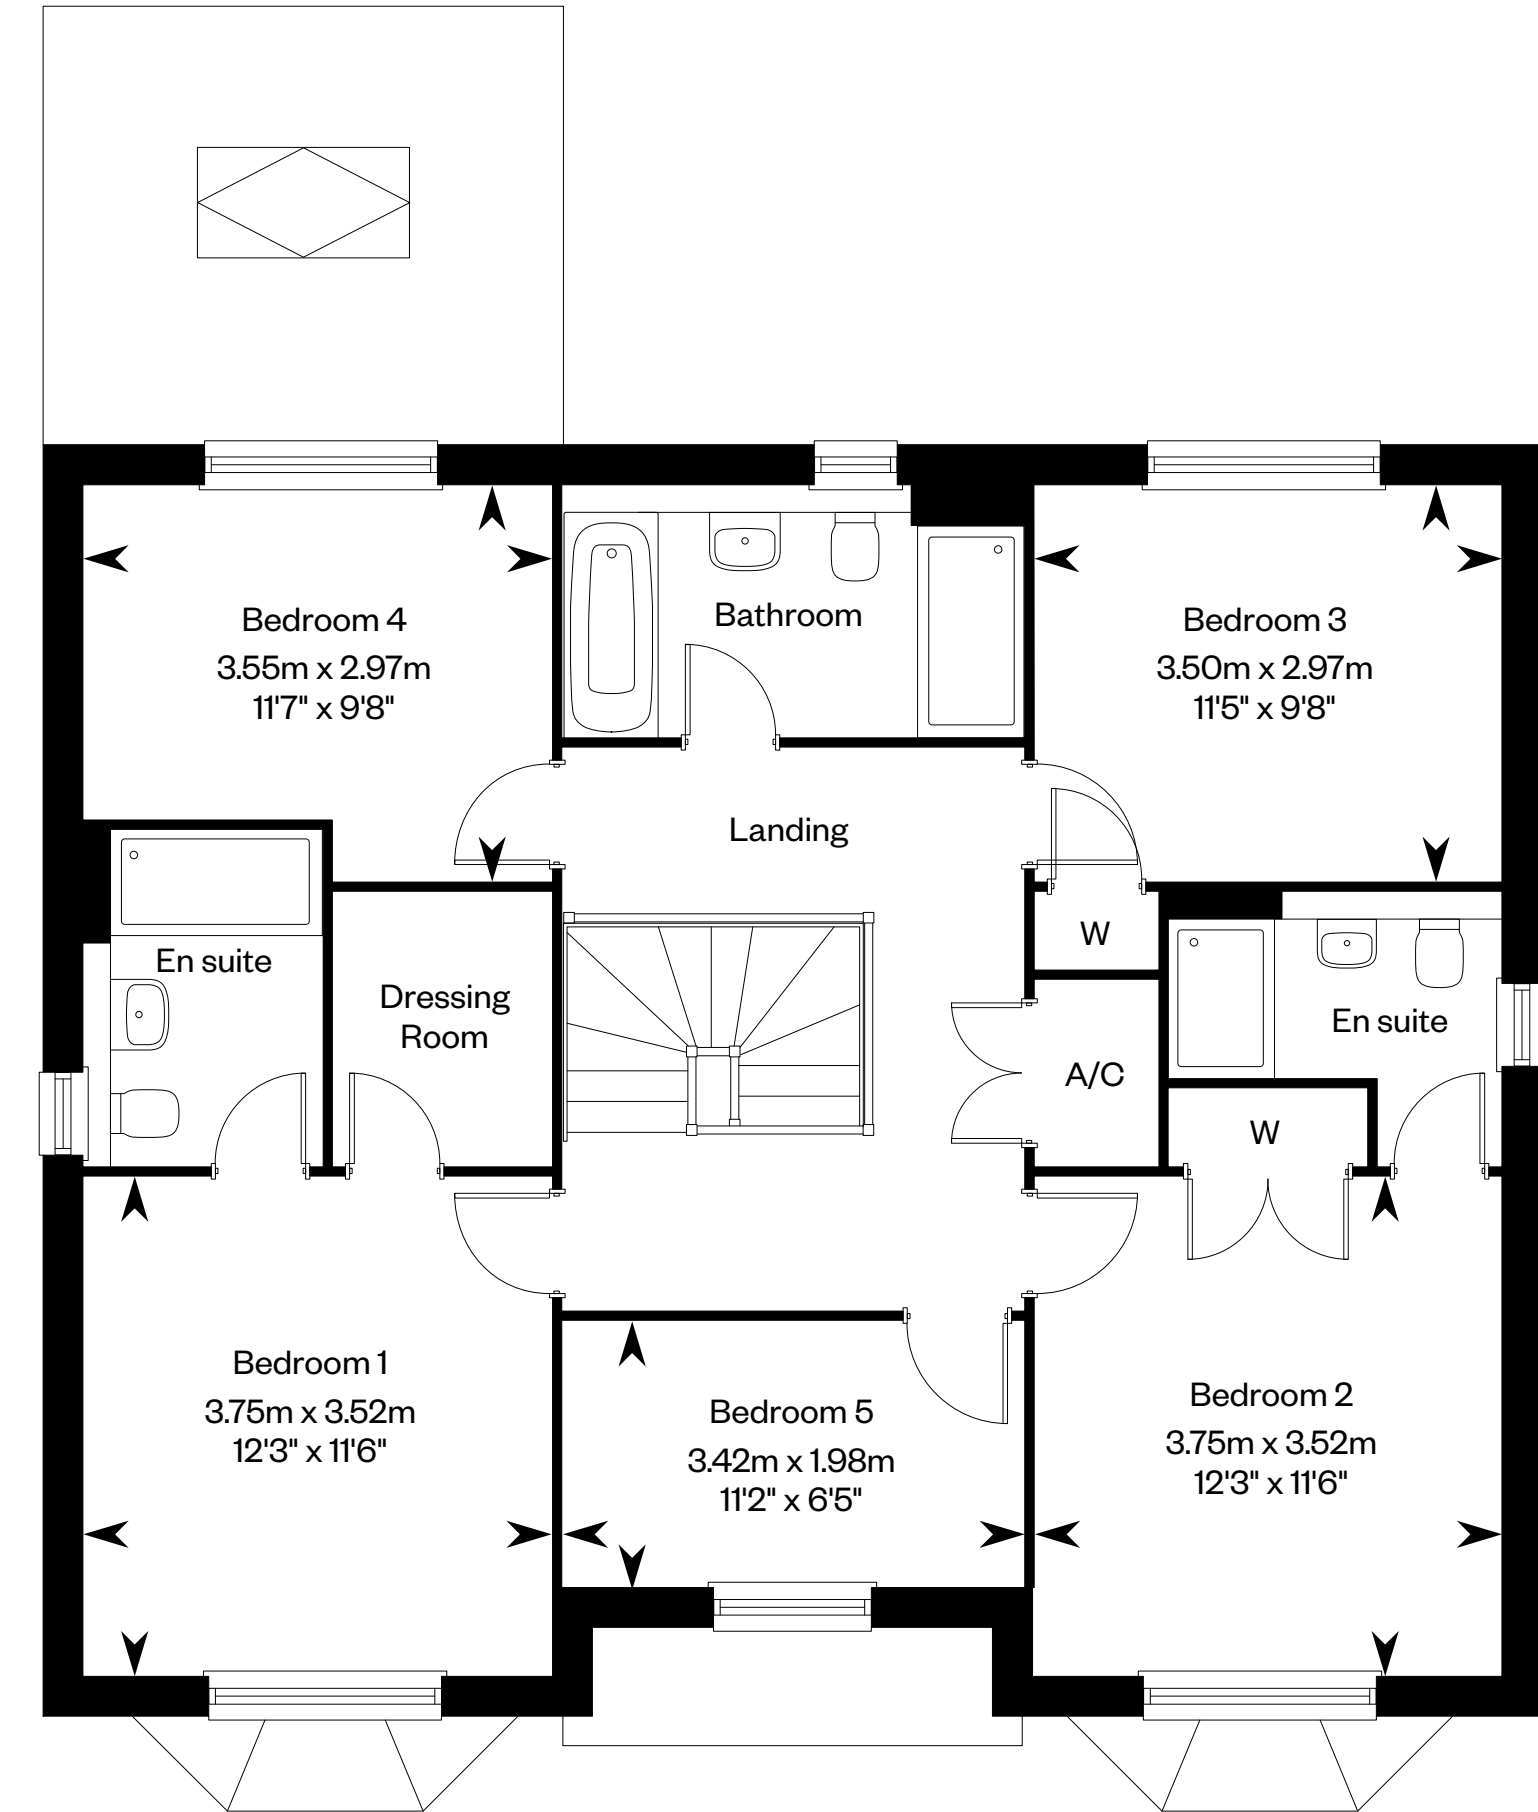 Bedroom 4
3.55m x 2.97m
11'7" x 9'8"
Bathroom
Bedroom 3
3.50m x 2.97m
11'5" x 9'8"
Landing
En suite
Dressing
Room
W
A/C
En suite
W
Bedroom 1
3.75m x 3.52m
12'3" x 11'6"
Bedroom 5
3.42m x 1.98m
11'2" x 6'5"
Bedroom 2
3.75m x 3.52m
12'3" x 11'6"